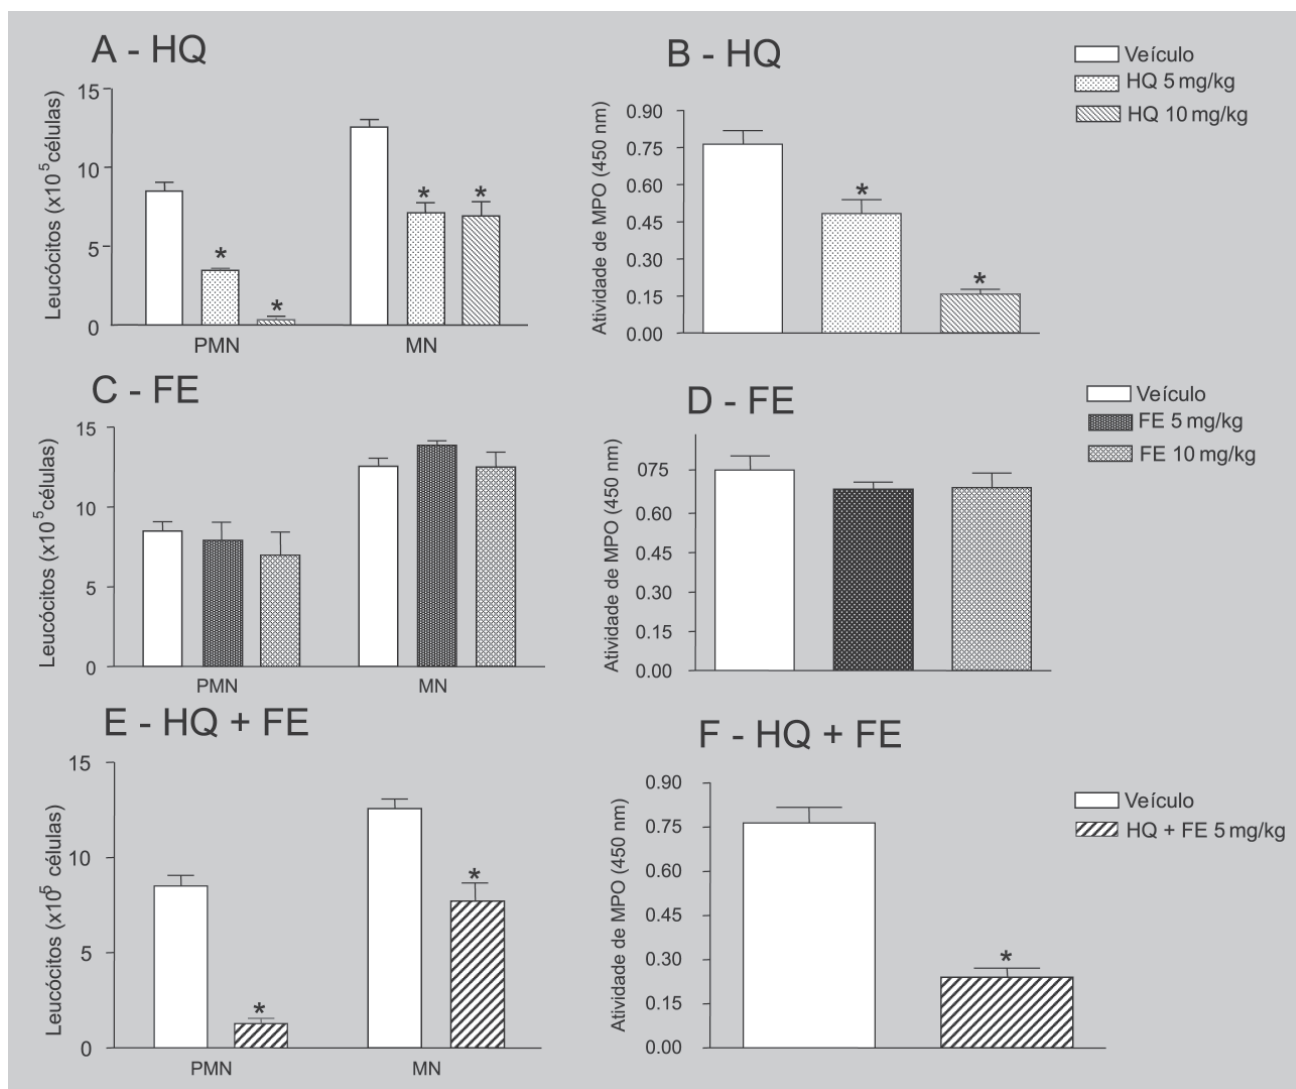 A - HQ
Leucócitos (x10⁵células)
15
10
5
0
*
*
*
*
PMN
MN
B - HQ
Atividade de MPO (450 nm)
0.90
0.75
0.60
0.45
0.30
0.15
0.00
*
*
Veículo
HQ 5 mg/kg
HQ 10 mg/kg
C - FE
Leucócitos (x10⁵células)
15
10
5
0
PMN
MN
D - FE
Atividade de MPO (450 nm)
075
0.60
0.45
0.30
0.15
0.00
Veículo
FE 5 mg/kg
FE 10 mg/kg
E - HQ + FE
Leucócitos (x10⁵ células)
15
10
5
0
*
*
PMN
MN
F - HQ + FE
Atividade de MPO (450 nm)
0.90
0.75
0.60
0.45
0.30
0.15
0.00
*
Veículo
HQ + FE 5 mg/kg